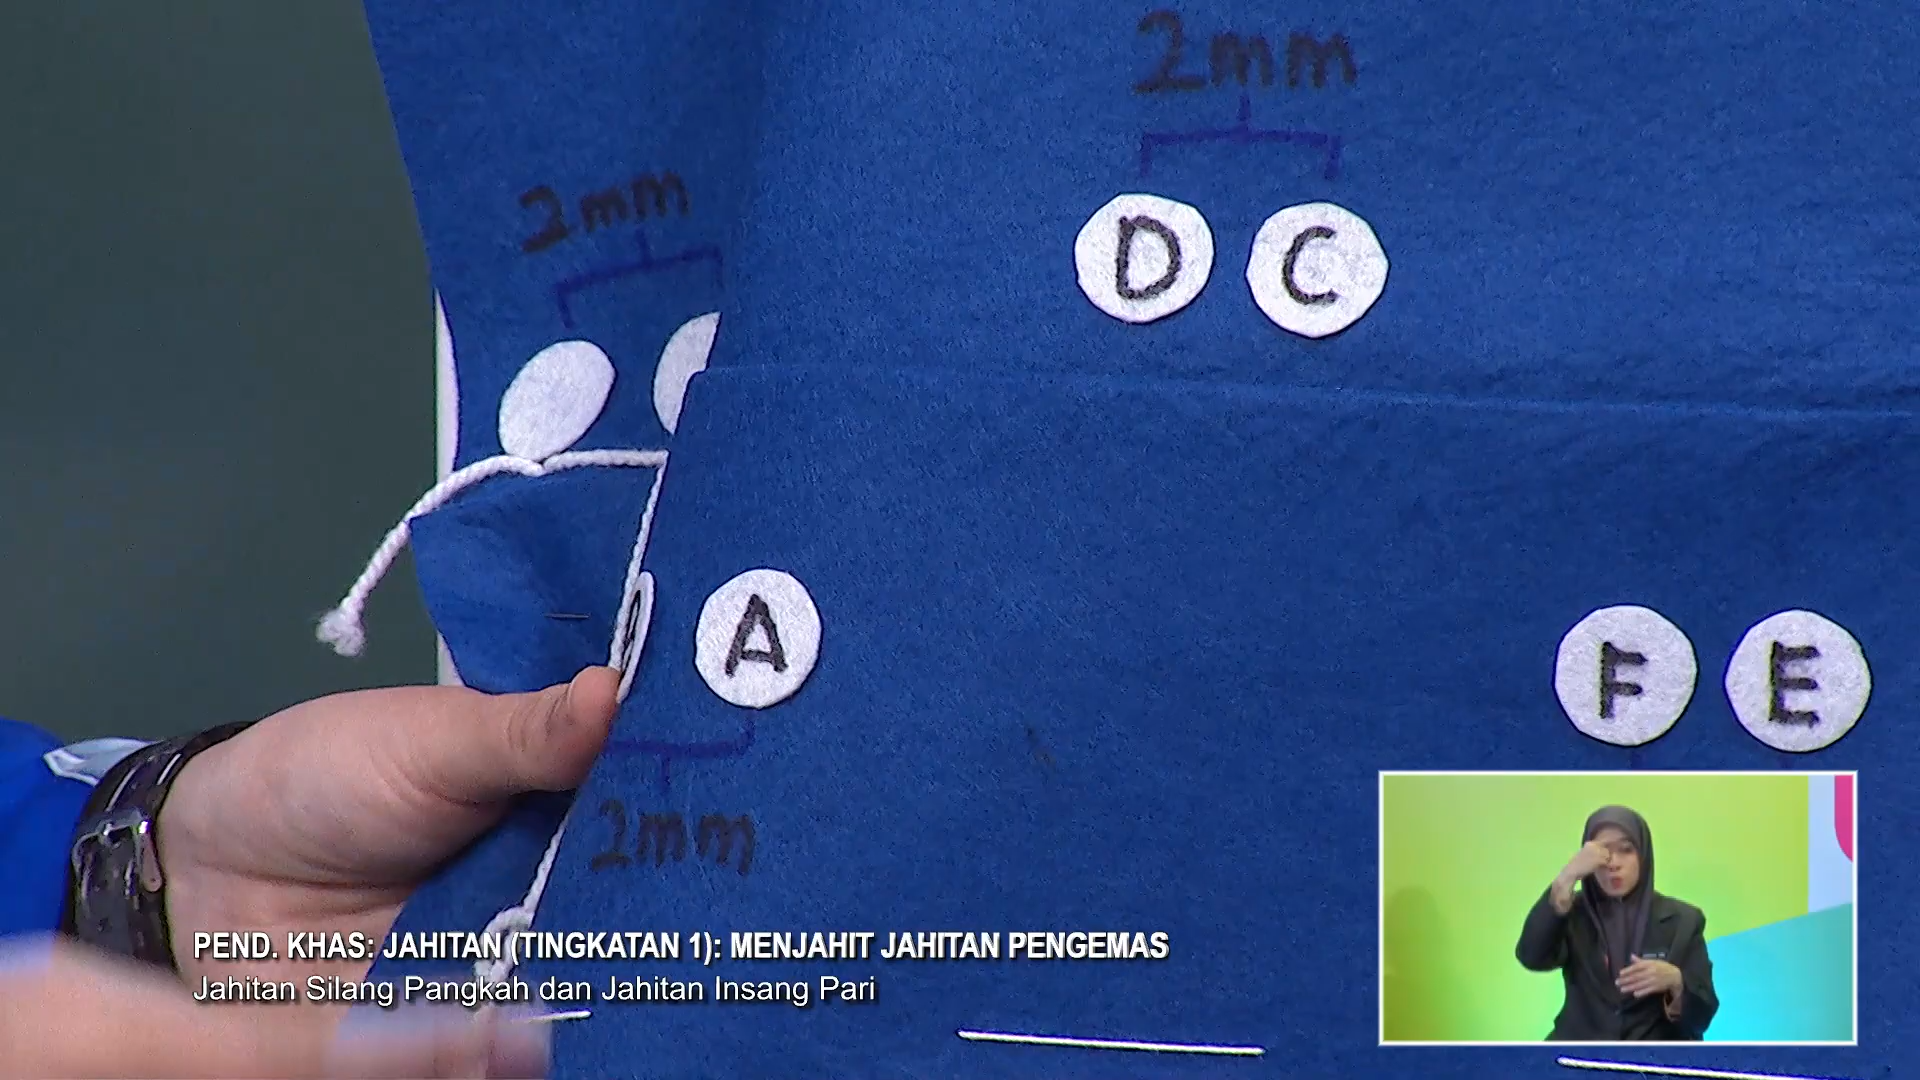 2mm
2mm
D C
A
F E
2mm
PEND. KHAS: JAHITAN (TINGKATAN 1): MENJAHIT JAHITAN PENGEMAS
Jahitan Silang Pangkah dan Jahitan Insang Pari